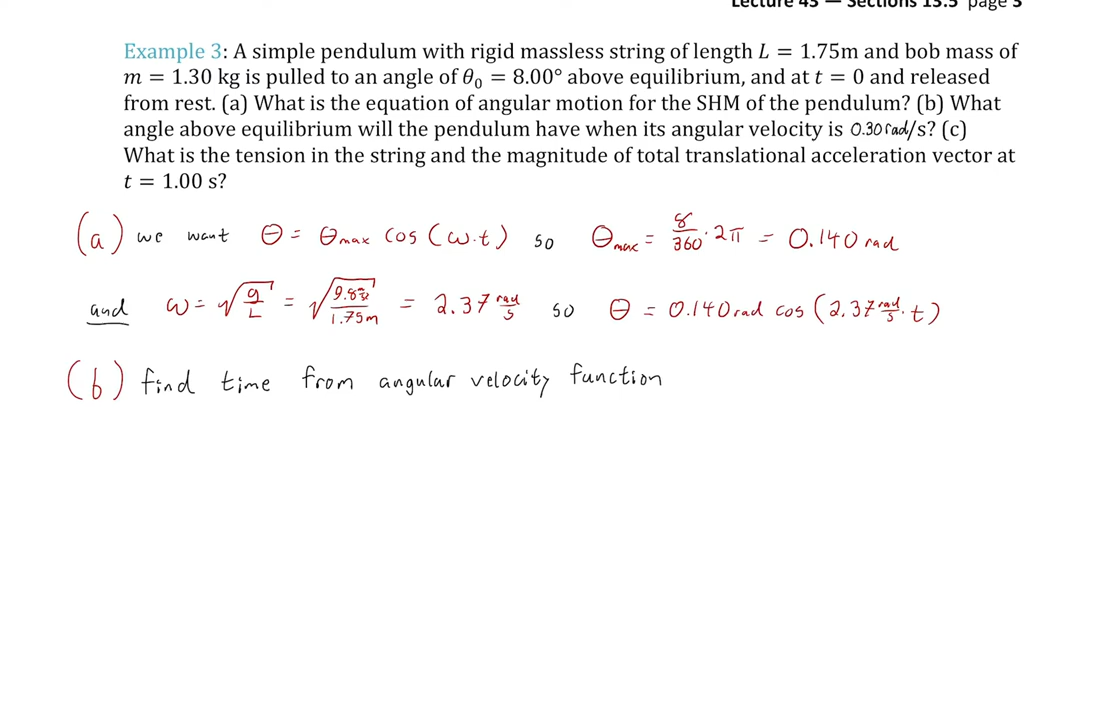 Lecture 43 — Sections 13.5 page 3
Example 3: A simple pendulum with rigid massless string of length L = 1.75m and bob mass of
m = 1.30 kg is pulled to an angle of θ₀ = 8.00° above equilibrium, and at t = 0 and released
from rest. (a) What is the equation of angular motion for the SHM of the pendulum? (b) What
angle above equilibrium will the pendulum have when its angular velocity is 0.30 rad/s? (c)
What is the tension in the string and the magnitude of total translational acceleration vector at
t = 1.00 s?
(a) we want θ = θmax cos(ω·t) so θmax = 8/360 · 2π = 0.140 rad
and ω = √(g/L) = √(9.8 m/s² / 1.75m) = 2.37 rad/s so θ = 0.140 rad cos(2.37 rad/s · t)
(b) find time from angular velocity function